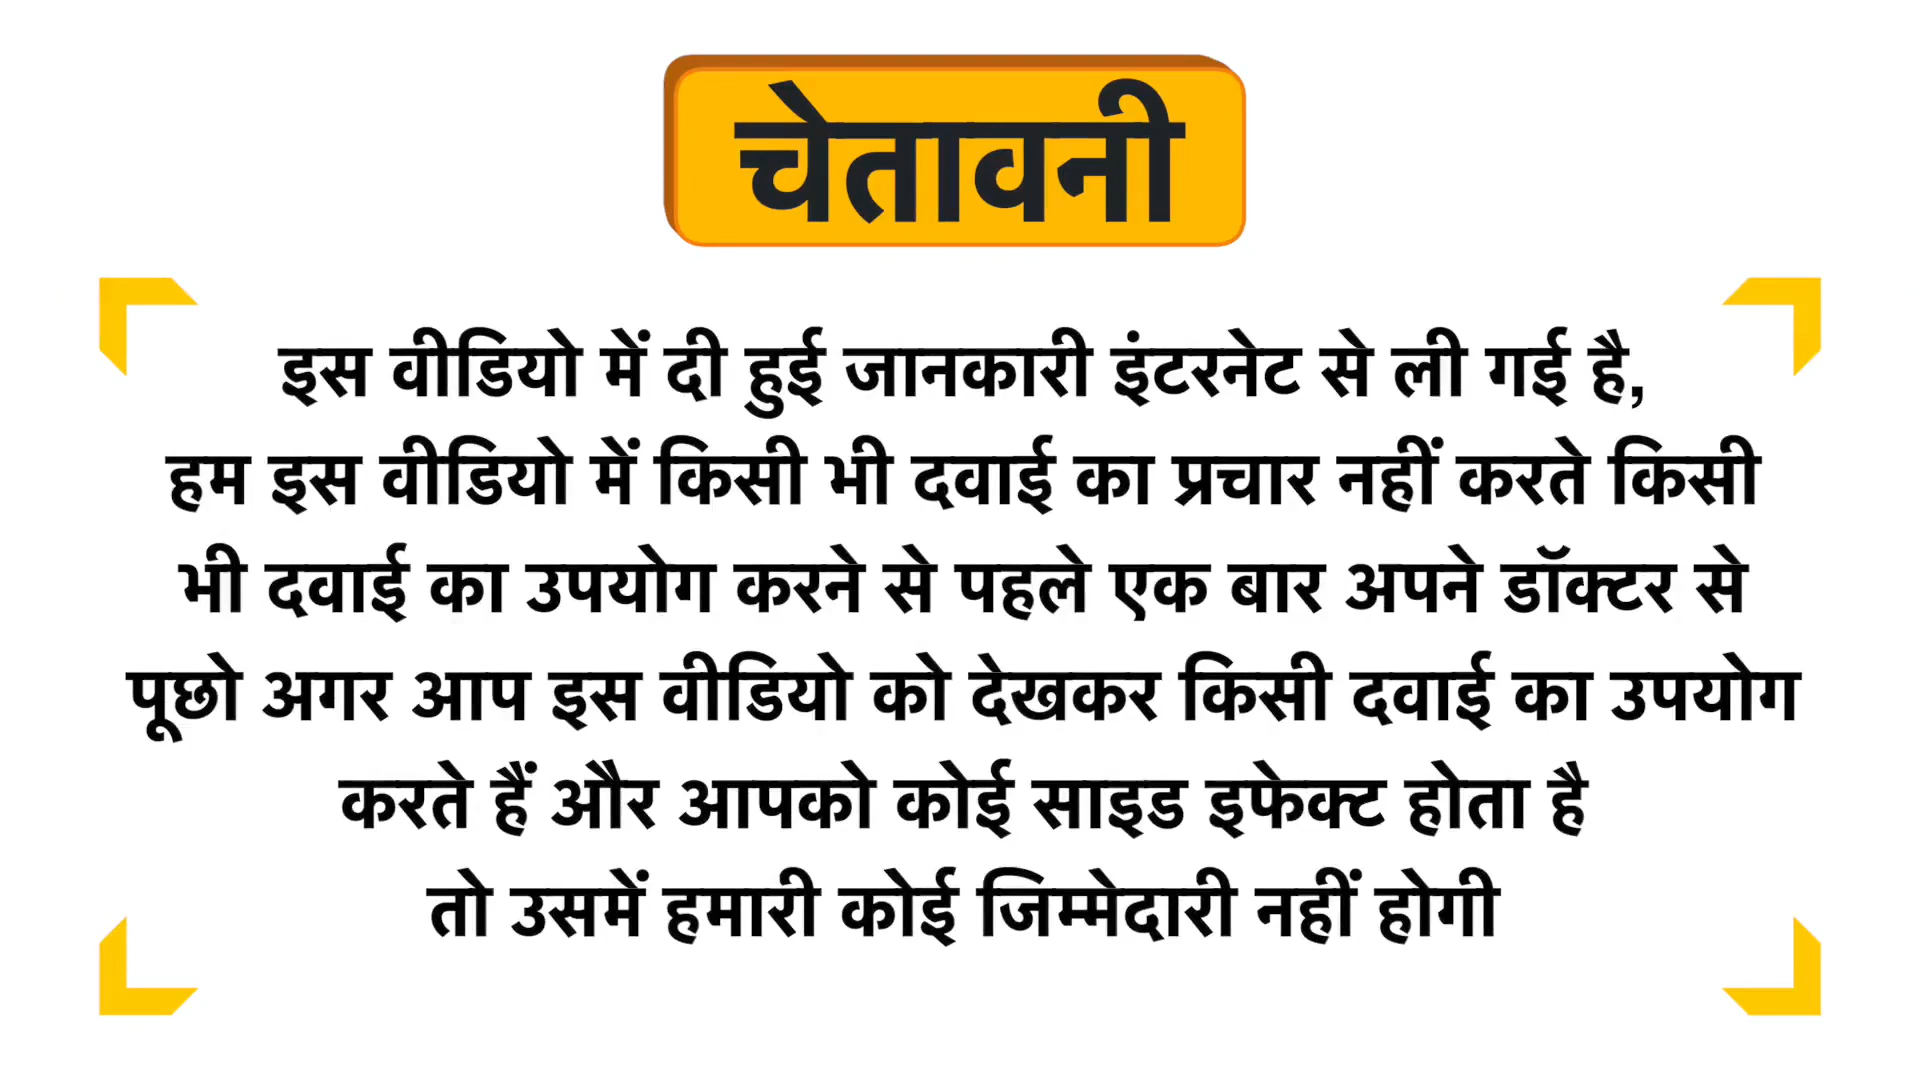 चेतावनी
इस वीडियो में दी हुई जानकारी इंटरनेट से ली गई है,
हम इस वीडियो में किसी भी दवाई का प्रचार नहीं करते किसी
भी दवाई का उपयोग करने से पहले एक बार अपने डॉक्टर से
पूछो अगर आप इस वीडियो को देखकर किसी दवाई का उपयोग
करते हैं और आपको कोई साइड इफेक्ट होता है
तो उसमें हमारी कोई जिम्मेदारी नहीं होगी